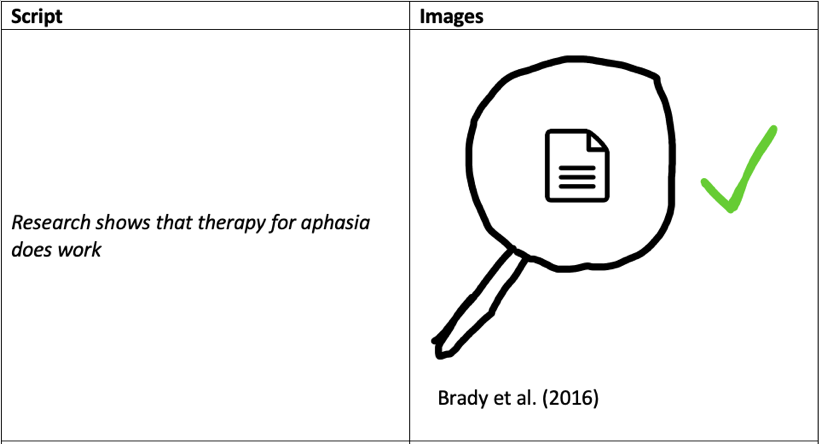 Script
Images
Research shows that therapy for aphasia
does work
Brady et al. (2016)